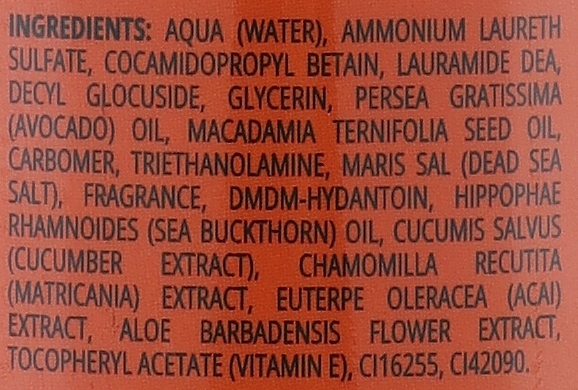 INGREDIENTS: AQUA (WATER), AMMONIUM LAURETH
SULFATE, COCAMIDOPROPYL BETAIN, LAURAMIDE DEA,
DECYL GLOCUSIDE, GLYCERIN, PERSEA GRATISSIMA
(AVOCADO) OIL, MACADAMIA TERNIFOLIA SEED OIL,
CARBOMER, TRIETHANOLAMINE, MARIS SAL (DEAD SEA
SALT), FRAGRANCE, DMDM-HYDANTOIN, HIPPOPHAE
RHAMNOIDES (SEA BUCKTHORN) OIL, CUCUMIS SALVUS
(CUCUMBER EXTRACT), CHAMOMILLA RECUTITA
(MATRICANIA) EXTRACT, EUTERPE OLERACEA (ACAI)
EXTRACT, ALOE BARBADENSIS FLOWER EXTRACT,
TOCOPHERYL ACETATE (VITAMIN E), CI16255, CI42090.